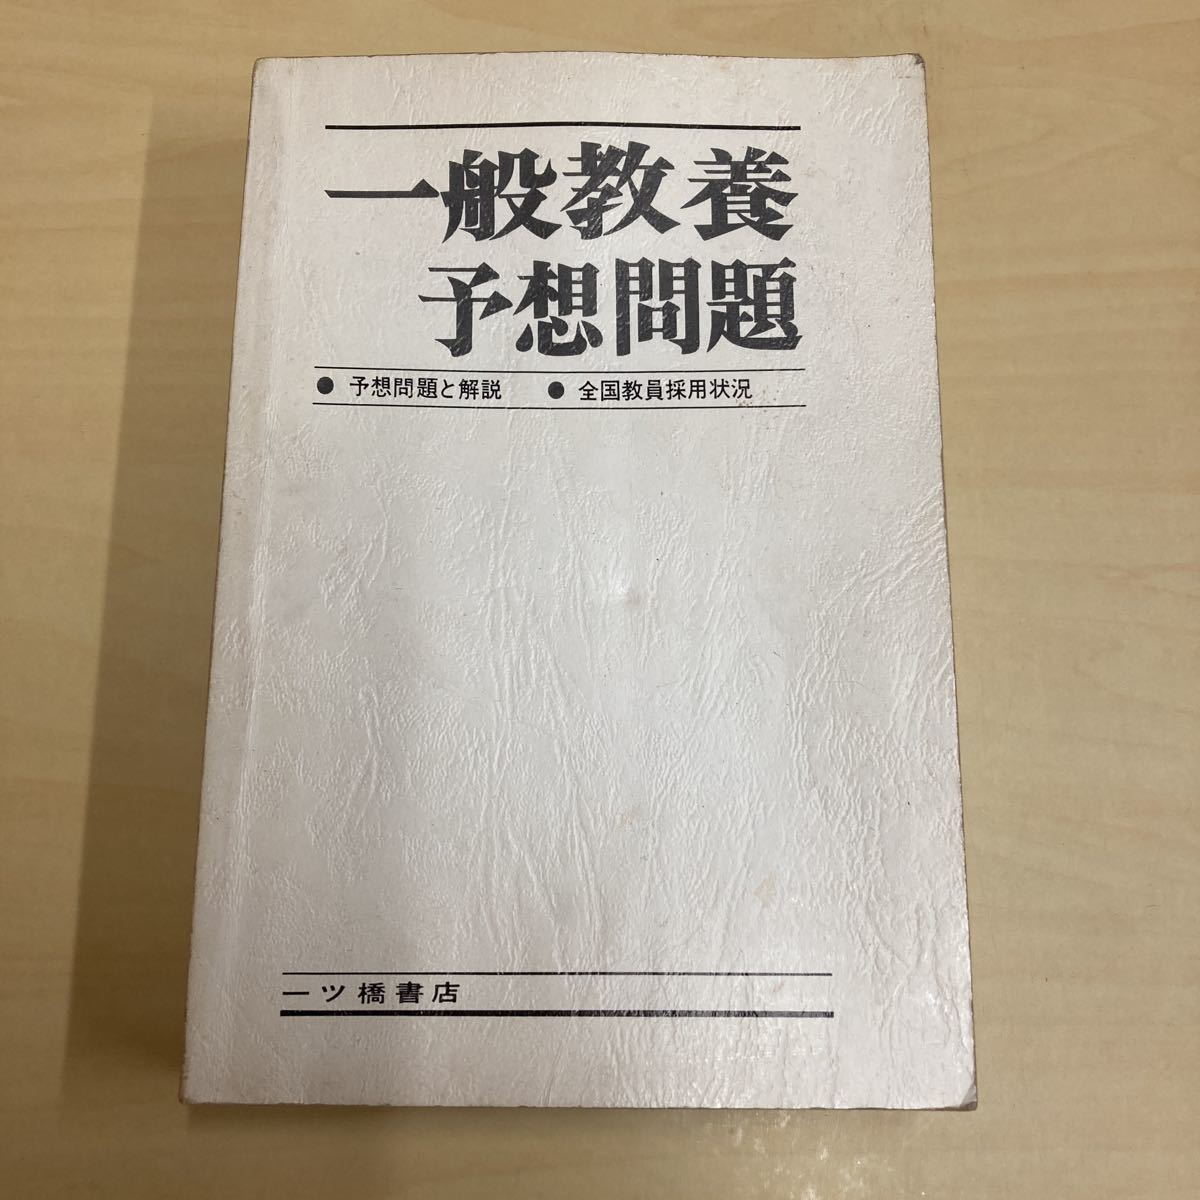 一般教養
予想問題
● 予想問題と解説 ● 全国教員採用状況
一ツ橋書店